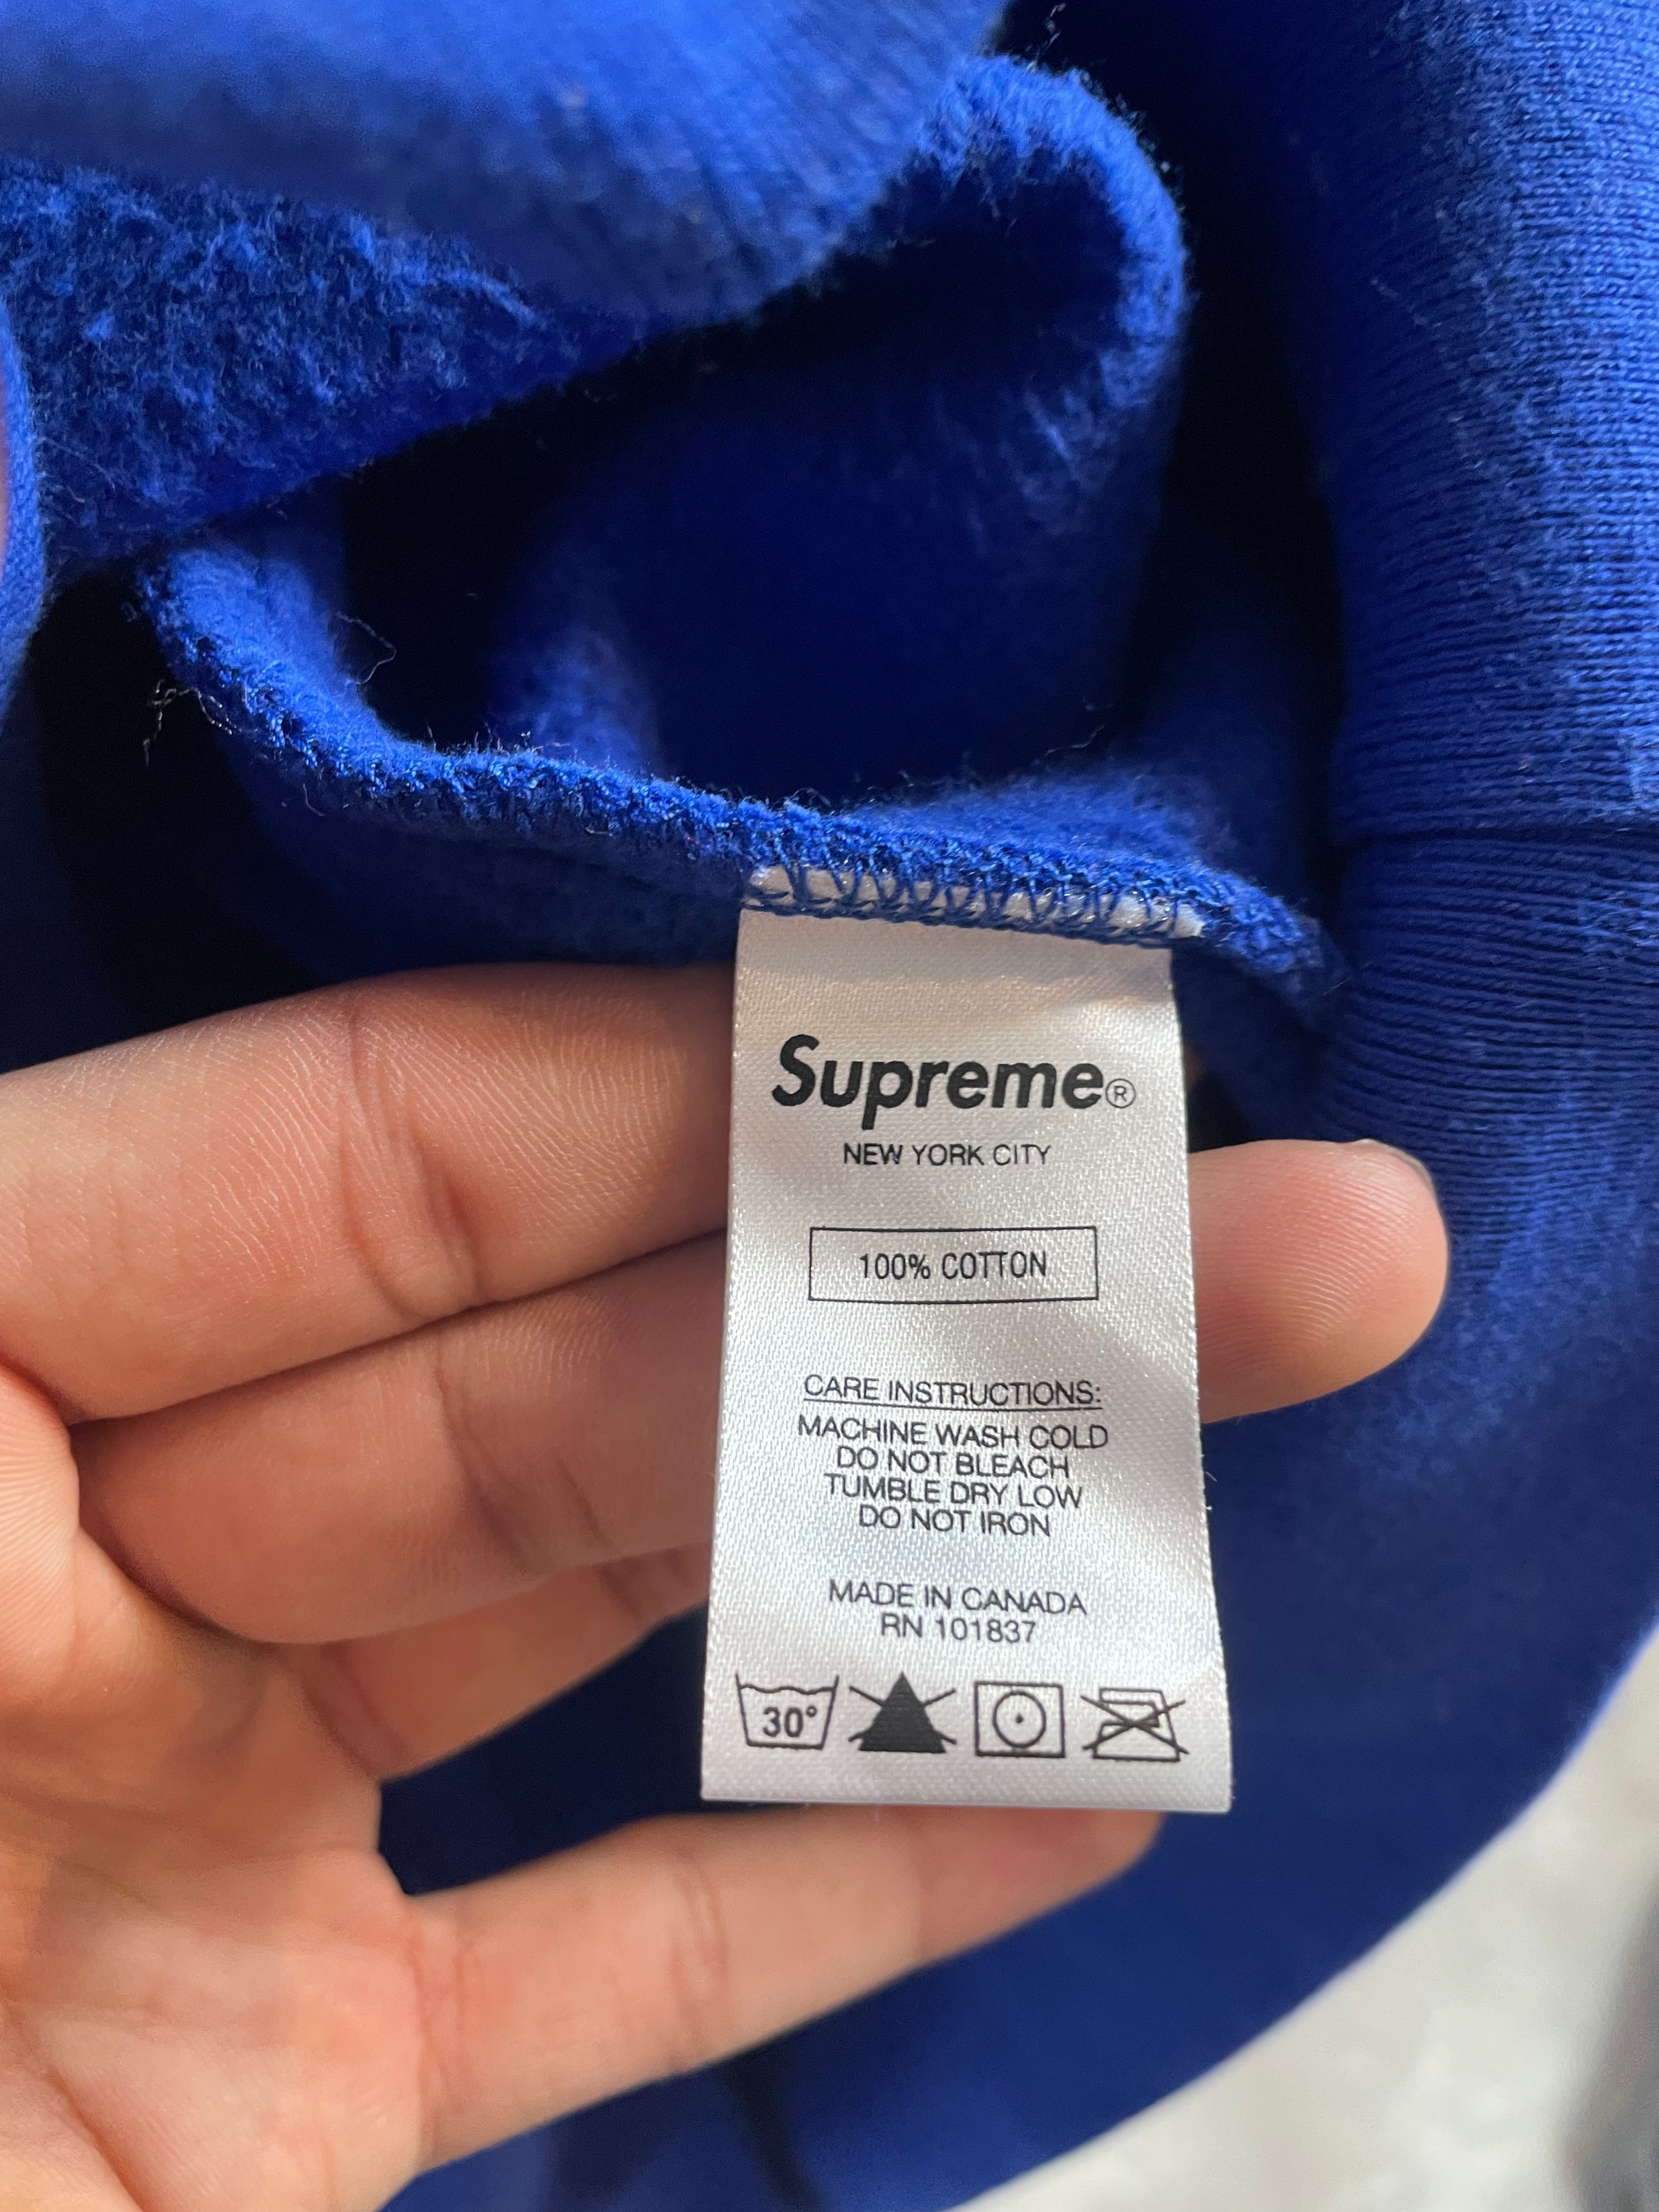 Supreme®
NEW YORK CITY
100% COTTON
CARE INSTRUCTIONS:
MACHINE WASH COLD
DO NOT BLEACH
TUMBLE DRY LOW
DO NOT IRON
MADE IN CANADA
RN 101837
30°